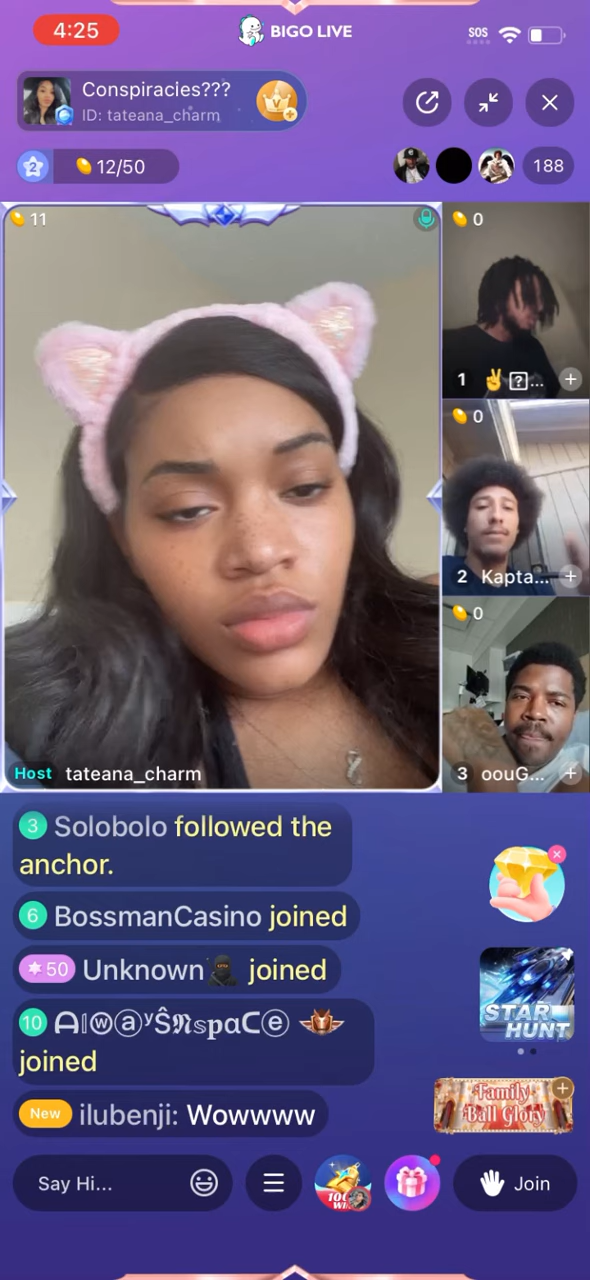 4:25
BIGO LIVE
SOS
Conspiracies???
ID: tateana_charm
2
12/50
188
11
0
1 ✌️ ...
0
2 Kapta...
0
3 oouG...
Host tateana_charm
3 Solobolo followed the
anchor.
6 BossmanCasino joined
50 Unknown🥷 joined
10 ᗩ𝕀ⓦⓐʸŜ𝕹𝕤𝐩αᑕⓔ
joined
New ilubenji: Wowwww
STAR
HUNT
Family
Ball Glory
Say Hi...
Join